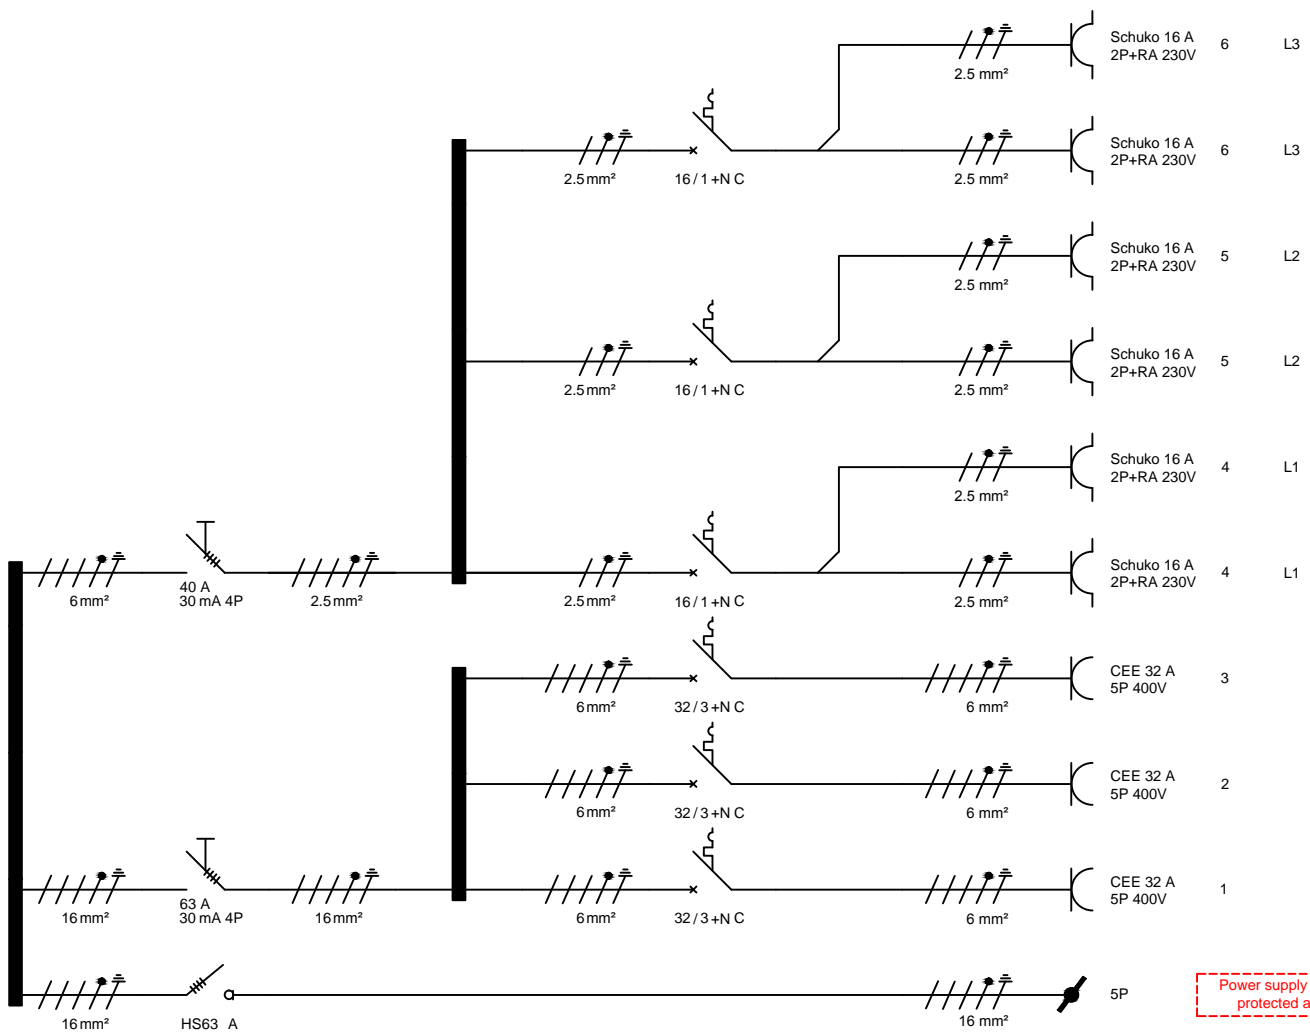 Schuko 16 A 6 L3
2P+RA 230V
2.5 mm²
Schuko 16 A 6 L3
2P+RA 230V
2.5 mm² 16 / 1 +N C 2.5 mm²
Schuko 16 A 5 L2
2P+RA 230V
2.5 mm²
Schuko 16 A 5 L2
2P+RA 230V
2.5 mm² 16 / 1 +N C 2.5 mm²
Schuko 16 A 4 L1
2P+RA 230V
2.5 mm²
Schuko 16 A 4 L1
2P+RA 230V
40 A
6 mm² 30 mA 4P 2.5 mm² 2.5 mm² 16 / 1 +N C 2.5 mm²
CEE 32 A 3
5P 400V
6 mm² 32 / 3 +N C 6 mm²
CEE 32 A 2
5P 400V
6 mm² 32 / 3 +N C 6 mm²
CEE 32 A 1
5P 400V
63 A
16 mm² 30 mA 4P 16 mm² 6 mm² 32 / 3 +N C 6 mm²
5P
Power supply
protected a
16 mm² HS63 A 16 mm²